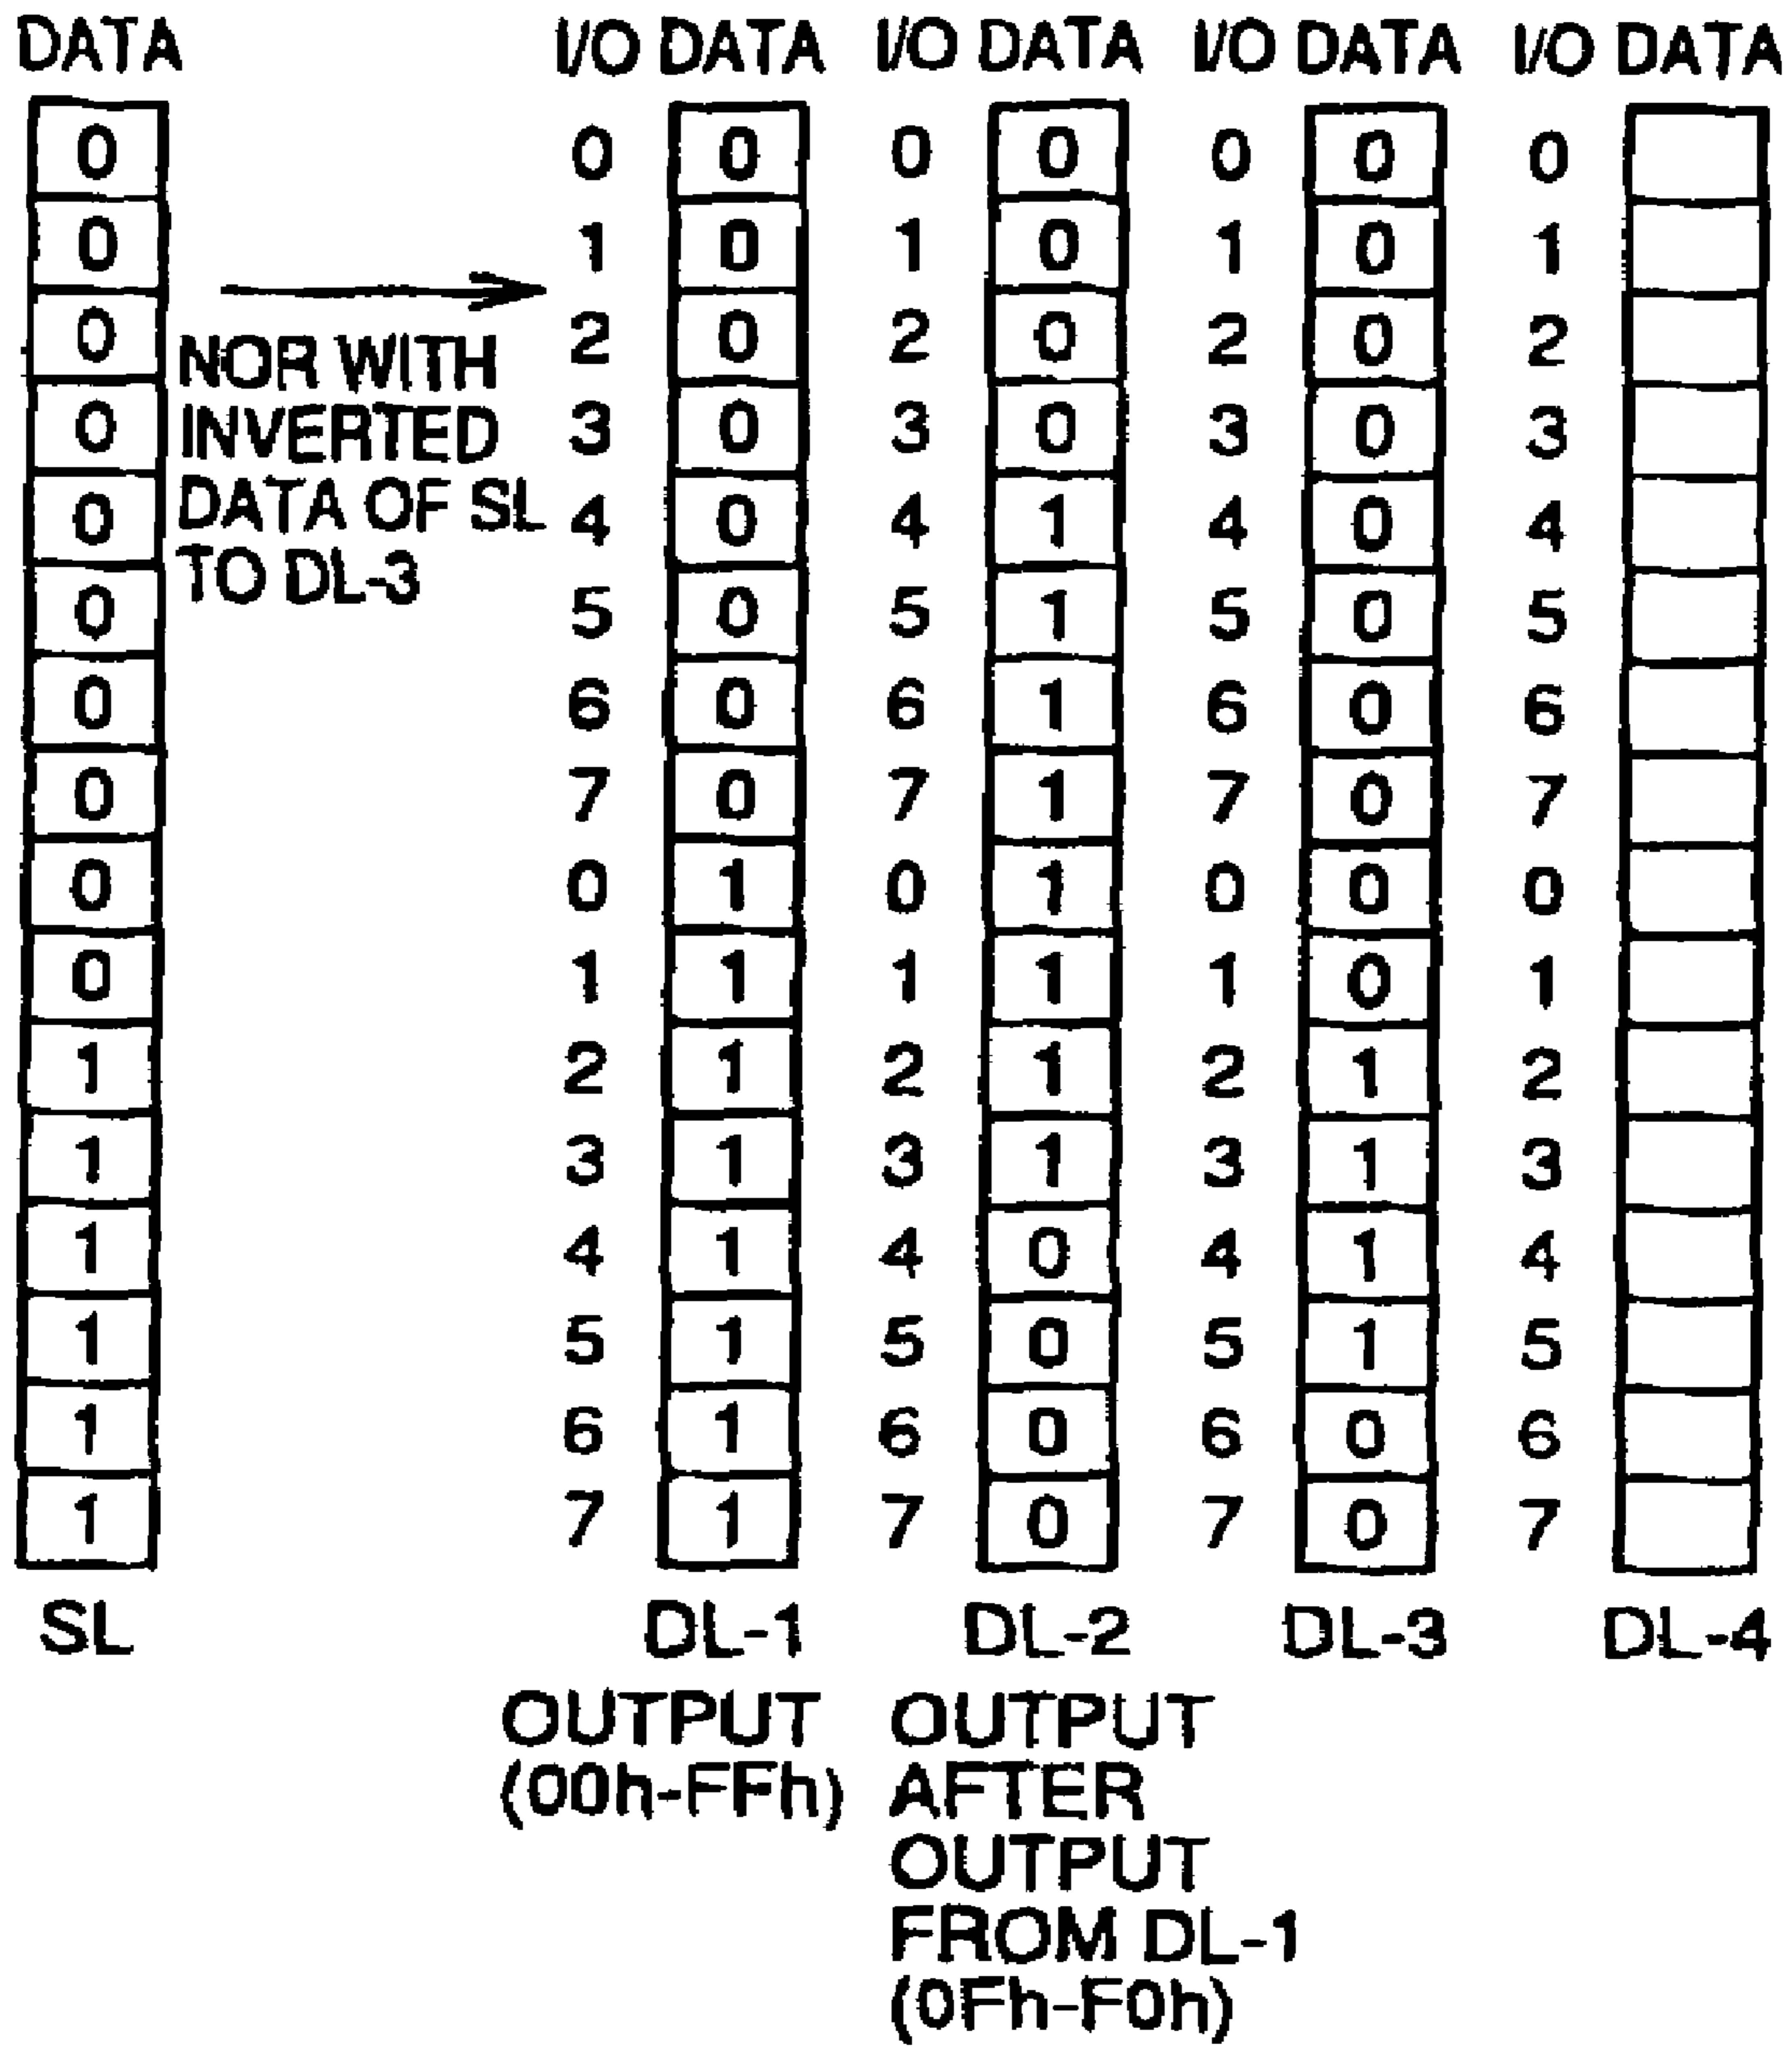 DATA I/O DATA I/O DATA I/O DATA I/O DATA
0 0 0 0 0 0 0 0
0 1 0 1 0 1 0 1
0 2 0 2 0 2 0 2
0 3 0 3 0 3 0 3
0 4 0 4 1 4 0 4
0 5 0 5 1 5 0 5
0 6 0 6 1 6 0 6
0 7 0 7 1 7 0 7
0 0 1 0 1 0 0 0
0 1 1 1 1 1 0 1
1 2 1 2 1 2 1 2
1 3 1 3 1 3 1 3
1 4 1 4 0 4 1 4
1 5 1 5 0 5 1 5
1 6 1 6 0 6 0 6
1 7 1 7 0 7 0 7
NOR WITH
INVERTED
DATA OF SL
TO DL-3
SL DL-1 DL-2 DL-3 DL-4
OUTPUT
(00h-FFh)
OUTPUT
AFTER
OUTPUT
FROM DL-1
(0Fh-F0h)